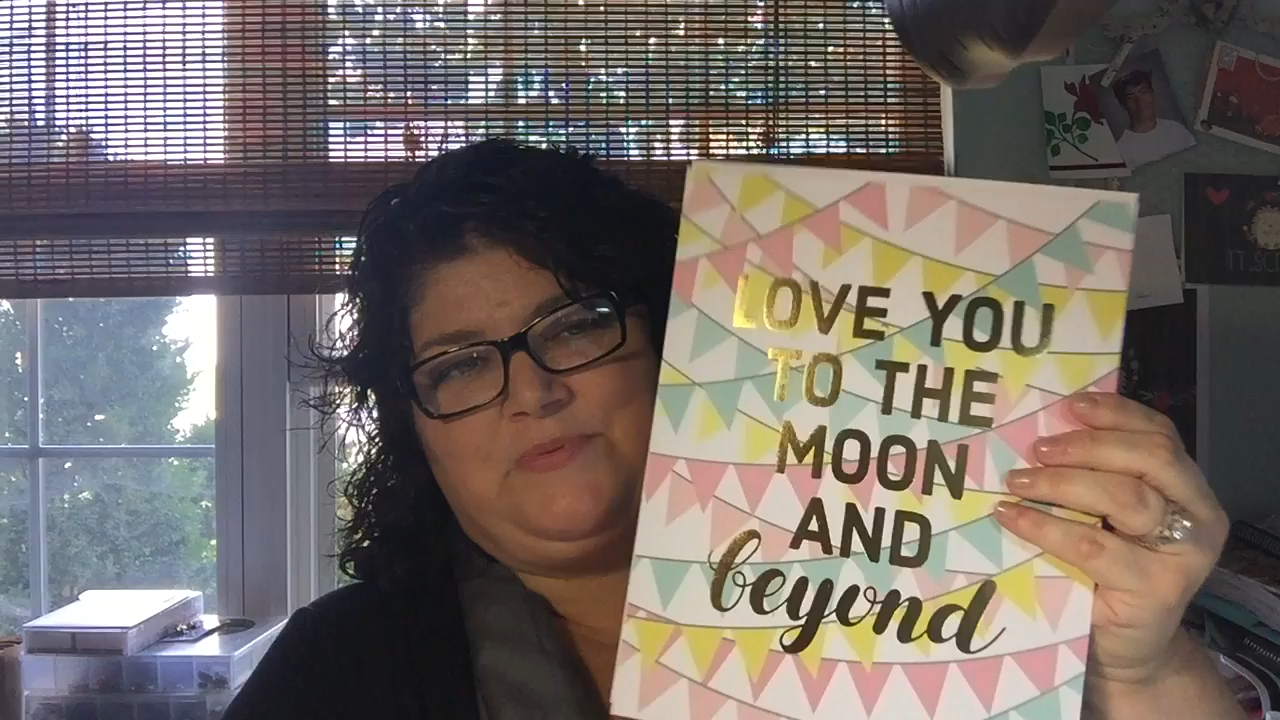 LOVE YOU
TO THE
MOON
AND
beyond